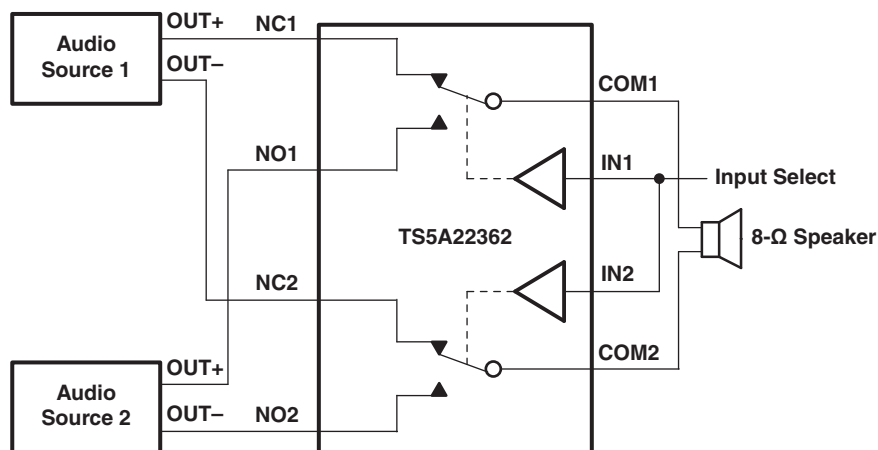 OUT+
NC1
Audio
Source 1
OUT–
COM1
NO1
IN1
Input Select
TS5A22362
8-Ω Speaker
NC2
IN2
OUT+
COM2
Audio
Source 2
OUT–
NO2